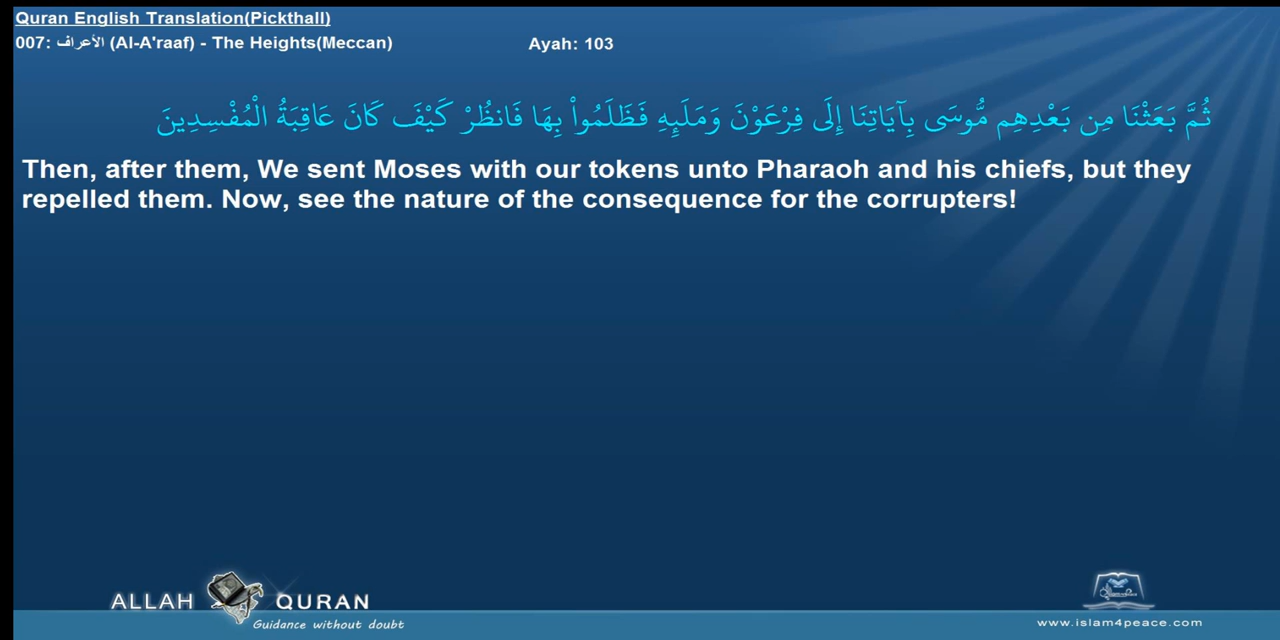 Quran English Translation(Pickthall)
007: الأعراف (Al-A'raaf) - The Heights(Meccan) Ayah: 103
ثُمَّ بَعَثْنَا مِن بَعْدِهِم مُّوسَى بِآيَاتِنَا إِلَى فِرْعَوْنَ وَمَلَئِهِ فَظَلَمُواْ بِهَا فَانظُرْ كَيْفَ كَانَ عَاقِبَةُ الْمُفْسِدِينَ
Then, after them, We sent Moses with our tokens unto Pharaoh and his chiefs, but they
repelled them. Now, see the nature of the consequence for the corrupters!
ALLAH QURAN
Guidance without doubt
www.islam4peace.com